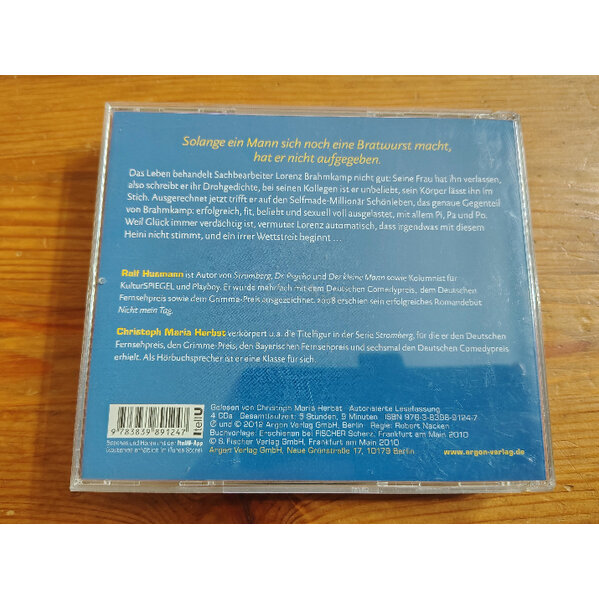 Solange ein Mann sich noch eine Bratwurst macht,
hat er nicht aufgegeben.
Das Leben behandelt Sachbearbeiter Lorenz Brahmkamp nicht gut: Seine Frau hat ihn verlassen,
also schreibt er ihr Drohgedichte, bei seinen Kollegen ist er unbeliebt, sein Körper lässt ihn im
Stich. Ausgerechnet jetzt trifft er auf den Selfmade-Millionär Schönleben, das genaue Gegenteil
von Brahmkamp: erfolgreich, fit, beliebt und sexuell voll ausgelastet, mit allem Pi, Pa und Po.
Weil Glück immer verdächtig ist, vermutet Lorenz automatisch, dass irgendwas mit diesem
Heini nicht stimmt, und ein irrer Wettstreit beginnt ...
Ralf Husmann ist Autor von Stromberg, Dr. Psycho und Der kleine Mann sowie Kolumnist für
KulturSPIEGEL und Playboy. Er wurde mehrfach mit dem Deutschen Comedypreis, dem Deutschen
Fernsehpreis sowie dem Grimme-Preis ausgezeichnet. 2008 erschien sein erfolgreiches Romandebüt
Nicht mein Tag.
Christoph Maria Herbst verkörpert u.a. die Titelfigur in der Serie Stromberg, für die er den Deutschen
Fernsehpreis, den Grimme-Preis, den Bayerischen Fernsehpreis und sechsmal den Deutschen Comedypreis
erhielt. Als Hörbuchsprecher ist er eine Klasse für sich.
Gelesen von Christoph Maria Herbst Autorisierte Lesefassung
4 CDs Gesamtlaufzeit: 5 Stunden, 9 Minuten ISBN 978-3-8398-9124-7
℗ und © 2012 Argon Verlag GmbH, Berlin Regie: Robert Nacken
Buchvorlage: Erschienen bei FISCHER Scherz, Frankfurt am Main 2010
© S. Fischer Verlag GmbH, Frankfurt am Main 2010
Argon Verlag GmbH, Neue Grünstraße 17, 10179 Berlin
www.argon-verlag.de
9 783839 891247
HellU
HellU-App